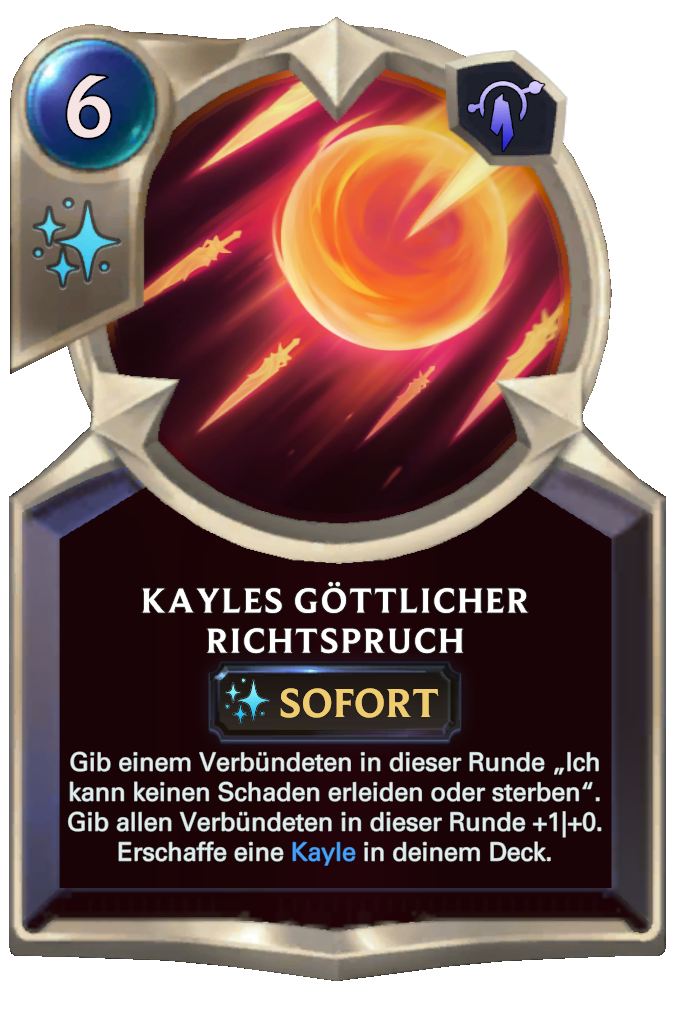 6
KAYLES GÖTTLICHER
RICHTSPRUCH
SOFORT
Gib einem Verbündeten in dieser Runde „Ich
kann keinen Schaden erleiden oder sterben“.
Gib allen Verbündeten in dieser Runde +1|+0.
Erschaffe eine Kayle in deinem Deck.